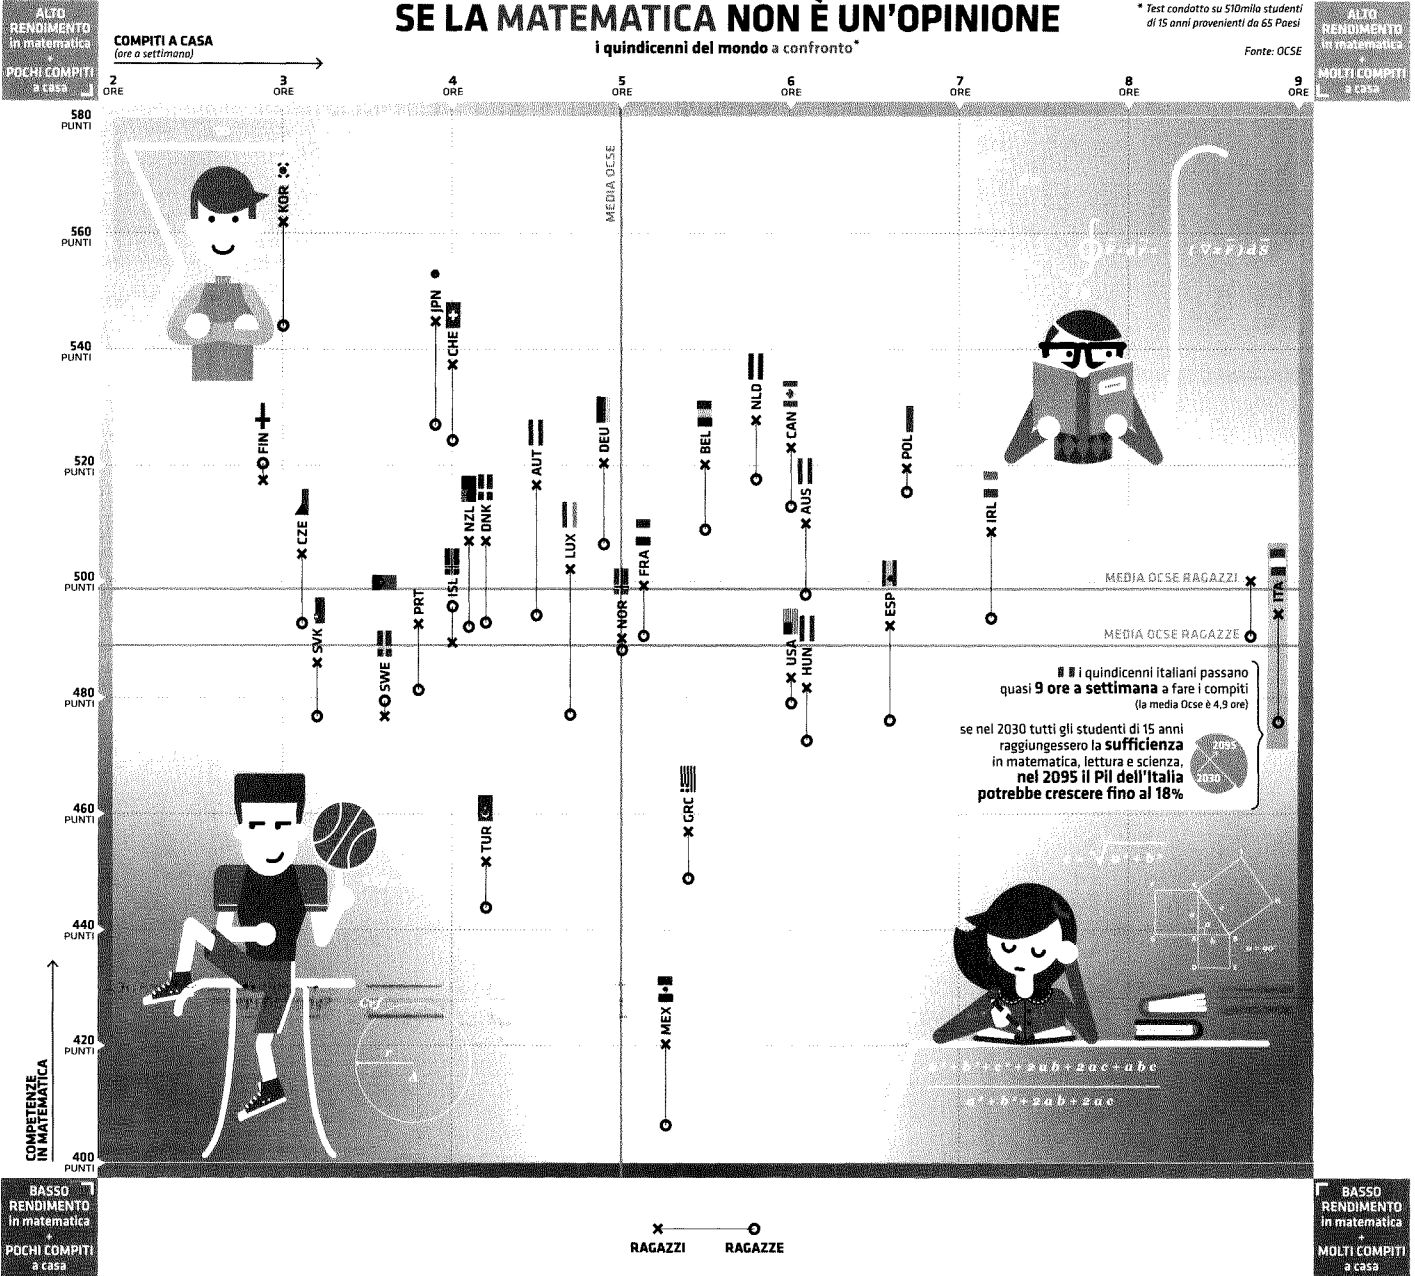 ALTO
RENDIMENTO
in matematica
+
POCHI COMPITI
a casa
SE LA MATEMATICA NON È UN'OPINIONE
i quindicenni del mondo a confronto*
* Test condotto su 510mila studenti
di 15 anni provenienti da 65 Paesi
Fonte: OCSE
ALTO
RENDIMENTO
in matematica
+
MOLTI COMPITI
a casa
COMPITI A CASA
(ore a settimana)
2 ORE
3 ORE
4 ORE
5 ORE
6 ORE
7 ORE
8 ORE
9 ORE
580 PUNTI
560 PUNTI
540 PUNTI
520 PUNTI
500 PUNTI
480 PUNTI
460 PUNTI
440 PUNTI
420 PUNTI
400 PUNTI
COMPETENZE
IN MATEMATICA
MEDIA OCSE
KOR
JPN
CHE
FIN
CZE
SVK
SWE
PRT
ISL
NZL
DNK
AUT
LUX
DEU
NOR
FRA
BEL
NLD
CAN
AUS
USA
HUN
POL
ESP
IRL
ITA
TUR
GRC
MEX
MEDIA OCSE RAGAZZI
MEDIA OCSE RAGAZZE
i quindicenni italiani passano
quasi 9 ore a settimana a fare i compiti
(la media Ocse è 4,9 ore)
se nel 2030 tutti gli studenti di 15 anni
raggiungessero la sufficienza
in matematica, lettura e scienza,
nel 2095 il Pil dell'Italia
potrebbe crescere fino al 18%
2095
2030
r
A
a²+b²+2ab+2ac
BASSO
RENDIMENTO
in matematica
+
POCHI COMPITI
a casa
RAGAZZI
RAGAZZE
BASSO
RENDIMENTO
in matematica
+
MOLTI COMPITI
a casa